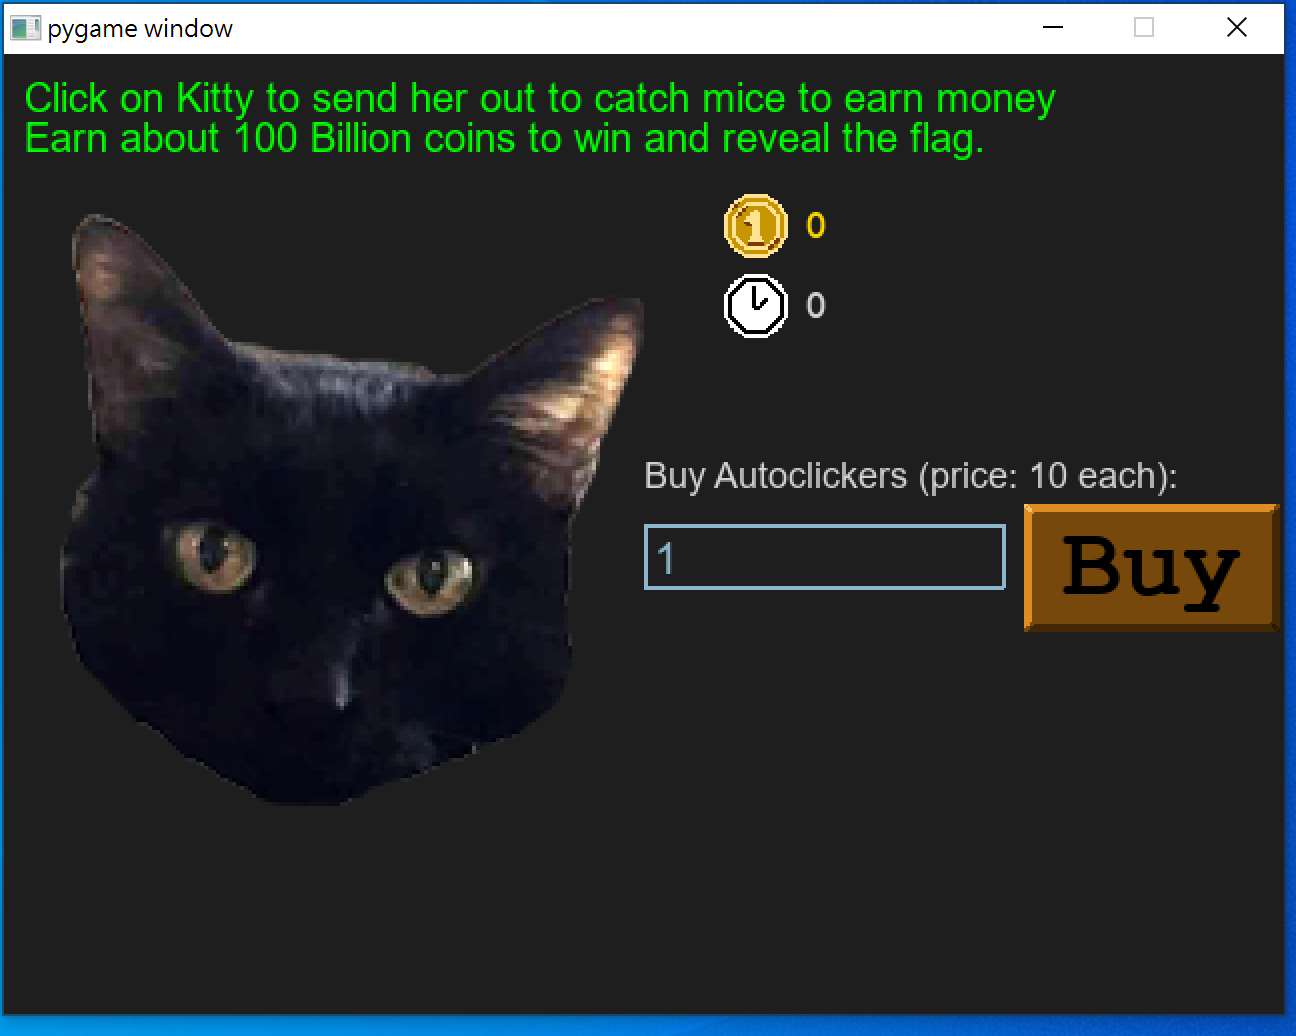 pygame window
Click on Kitty to send her out to catch mice to earn money
Earn about 100 Billion coins to win and reveal the flag.
1 0
0
Buy Autoclickers (price: 10 each):
1
Buy